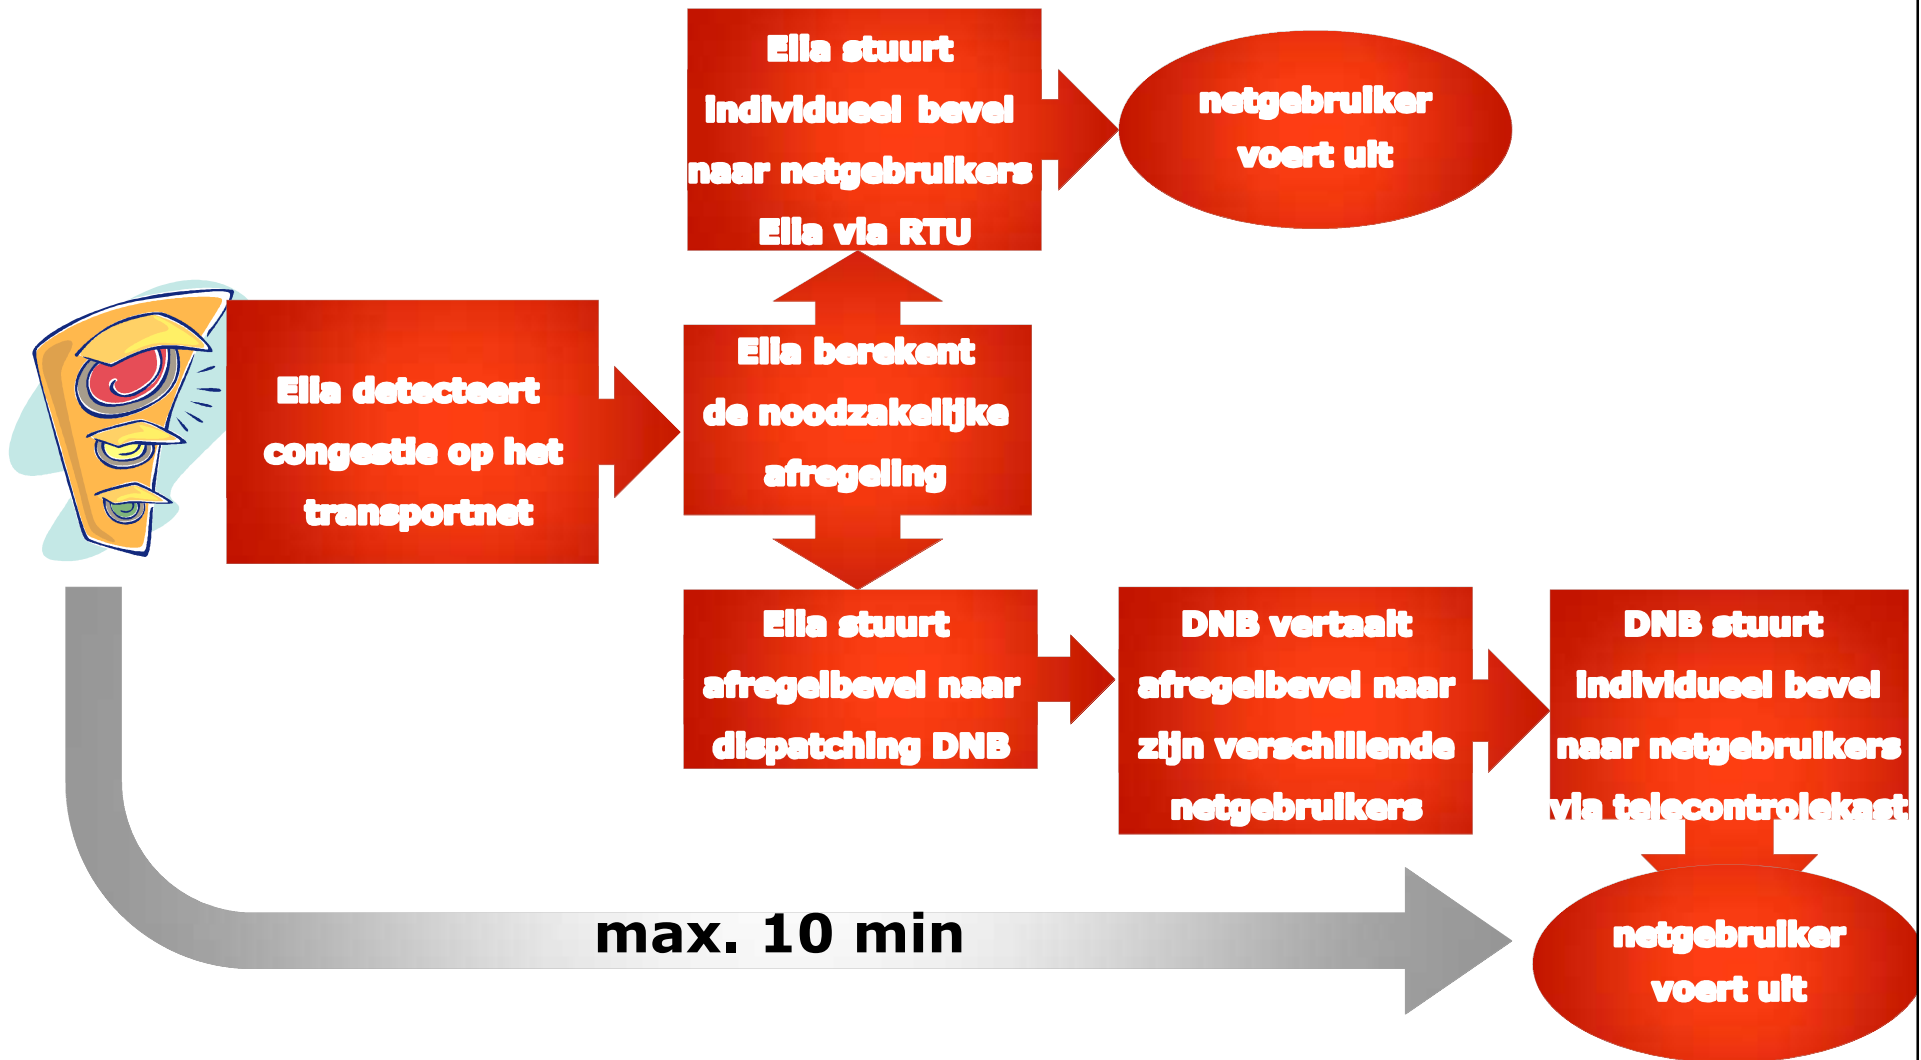 Elia stuurt
individueel bevel
naar netgebruikers
Elia via RTU
netgebruiker
voert uit
Elia detecteert
congestie op het
transportnet
Elia berekent
de noodzakelijke
afregeling
Elia stuurt
afregelbevel naar
dispatching DNB
DNB vertaalt
afregelbevel naar
zijn verschillende
netgebruikers
DNB stuurt
individueel bevel
naar netgebruikers
via telecontrolekast
netgebruiker
voert uit
max. 10 min